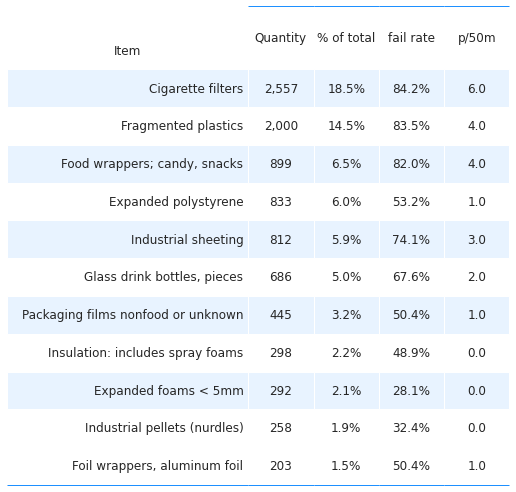 Item Quantity % of total fail rate p/50m
Cigarette filters 2,557 18.5% 84.2% 6.0
Fragmented plastics 2,000 14.5% 83.5% 4.0
Food wrappers; candy, snacks 899 6.5% 82.0% 4.0
Expanded polystyrene 833 6.0% 53.2% 1.0
Industrial sheeting 812 5.9% 74.1% 3.0
Glass drink bottles, pieces 686 5.0% 67.6% 2.0
Packaging films nonfood or unknown 445 3.2% 50.4% 1.0
Insulation: includes spray foams 298 2.2% 48.9% 0.0
Expanded foams < 5mm 292 2.1% 28.1% 0.0
Industrial pellets (nurdles) 258 1.9% 32.4% 0.0
Foil wrappers, aluminum foil 203 1.5% 50.4% 1.0